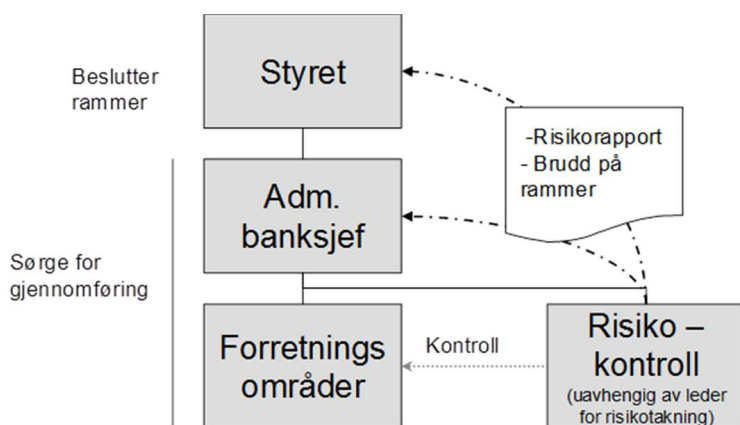 Styret
Beslutter
rammer
-Risikorapport
- Brudd på
rammer
Adm.
banksjef
Sørge for
gjennomføring
Forretnings
områder
Kontroll
Risiko –
kontroll
(uavhengig av leder
for risikotakning)